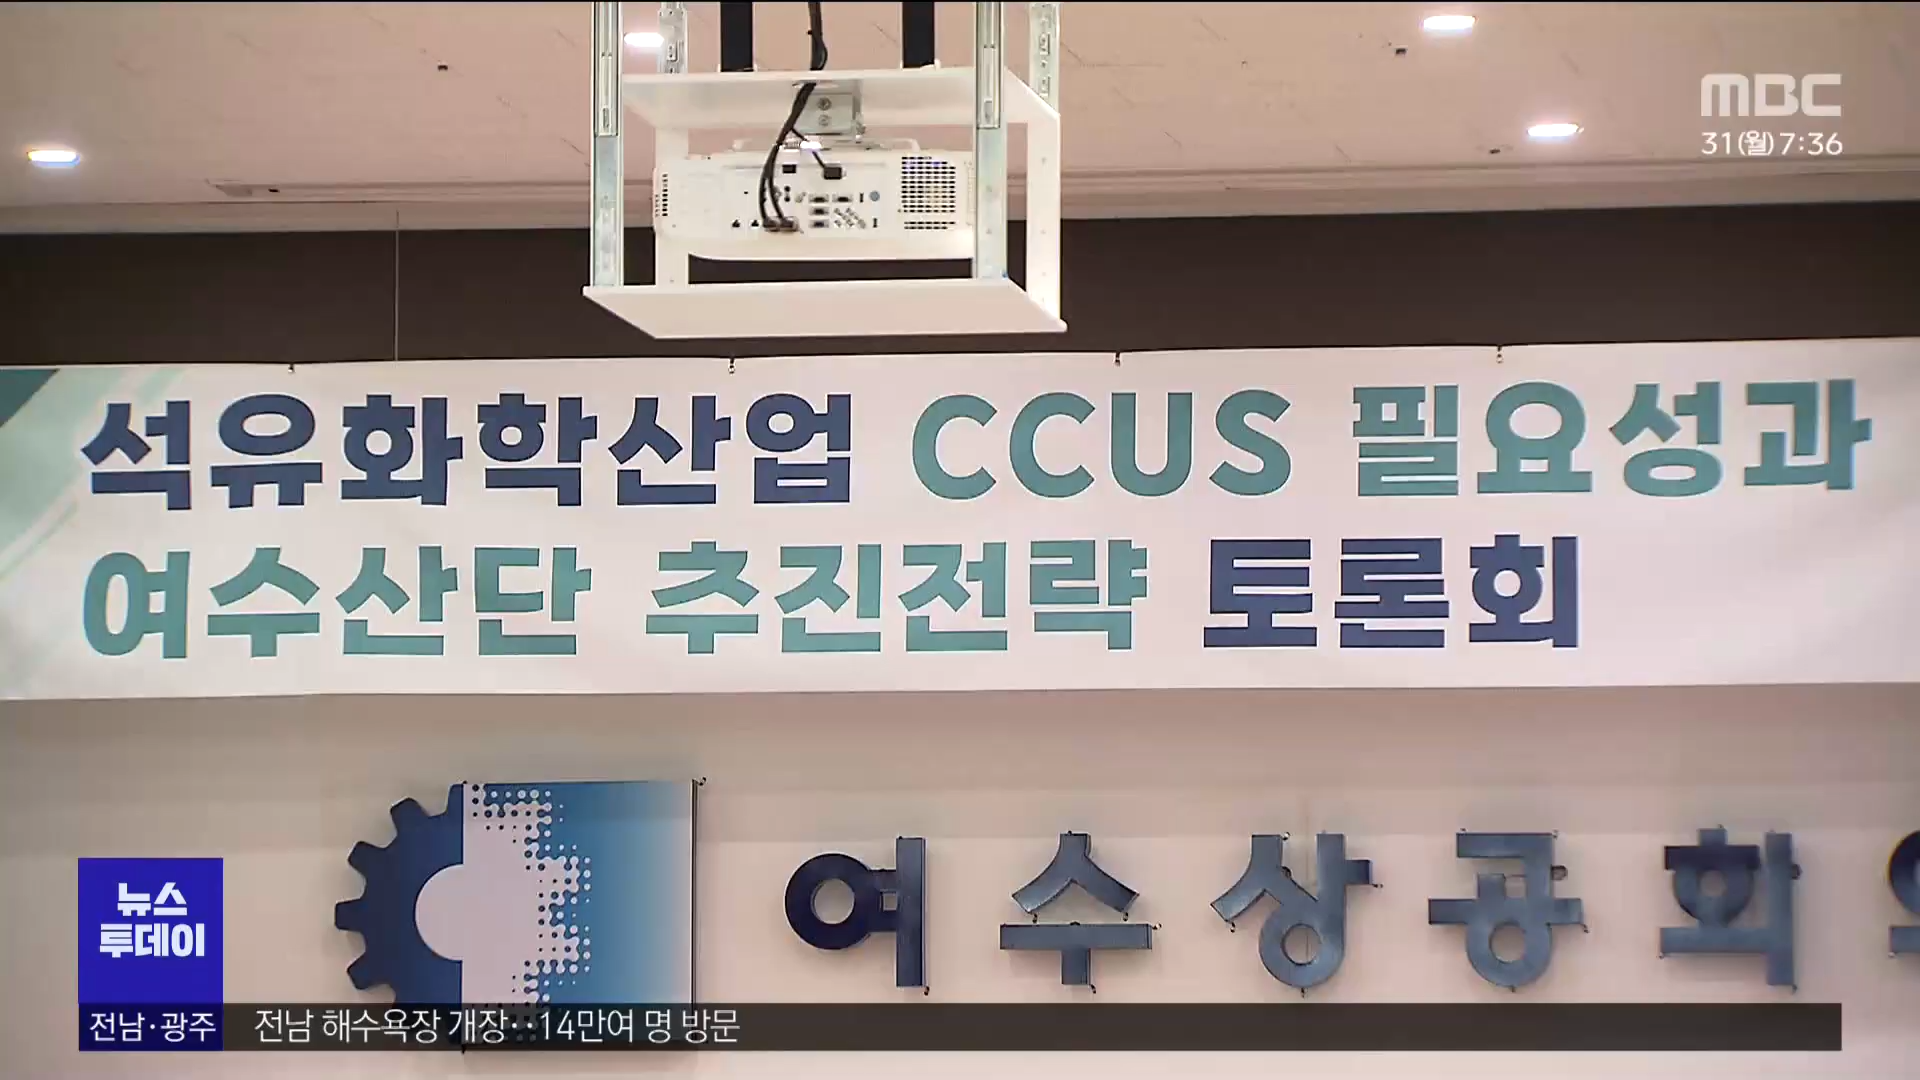 MBC
31(월) 7:36
석유화학산업 CCUS 필요성과
여수산단 추진전략 토론회
여수상공회
뉴스
투데이
전남·광주 전남 해수욕장 개장··14만여 명 방문